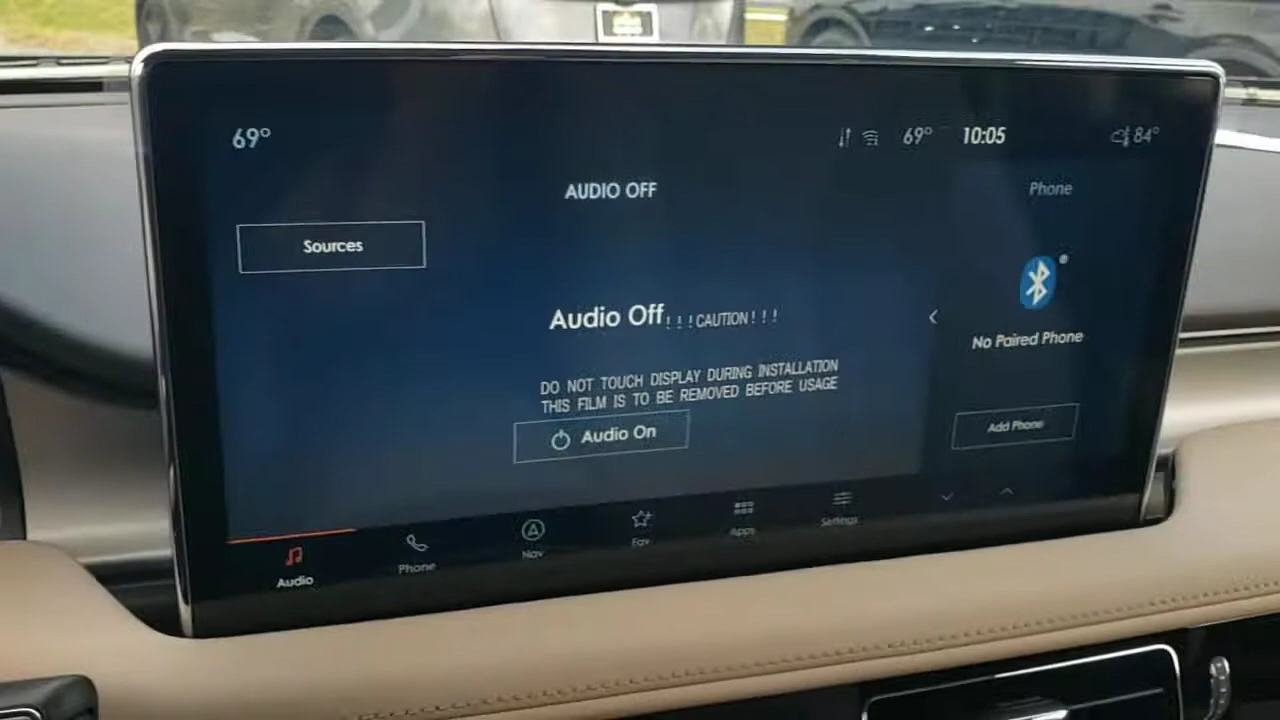 69° 69° 10:05 84°
AUDIO OFF
Phone
Sources
Audio Off
!!!CAUTION!!!
No Paired Phone
DO NOT TOUCH DISPLAY DURING INSTALLATION
THIS FILM IS TO BE REMOVED BEFORE USAGE
Audio On
Add Phone
Audio
Phone
Nav
Fav
Apps
Settings